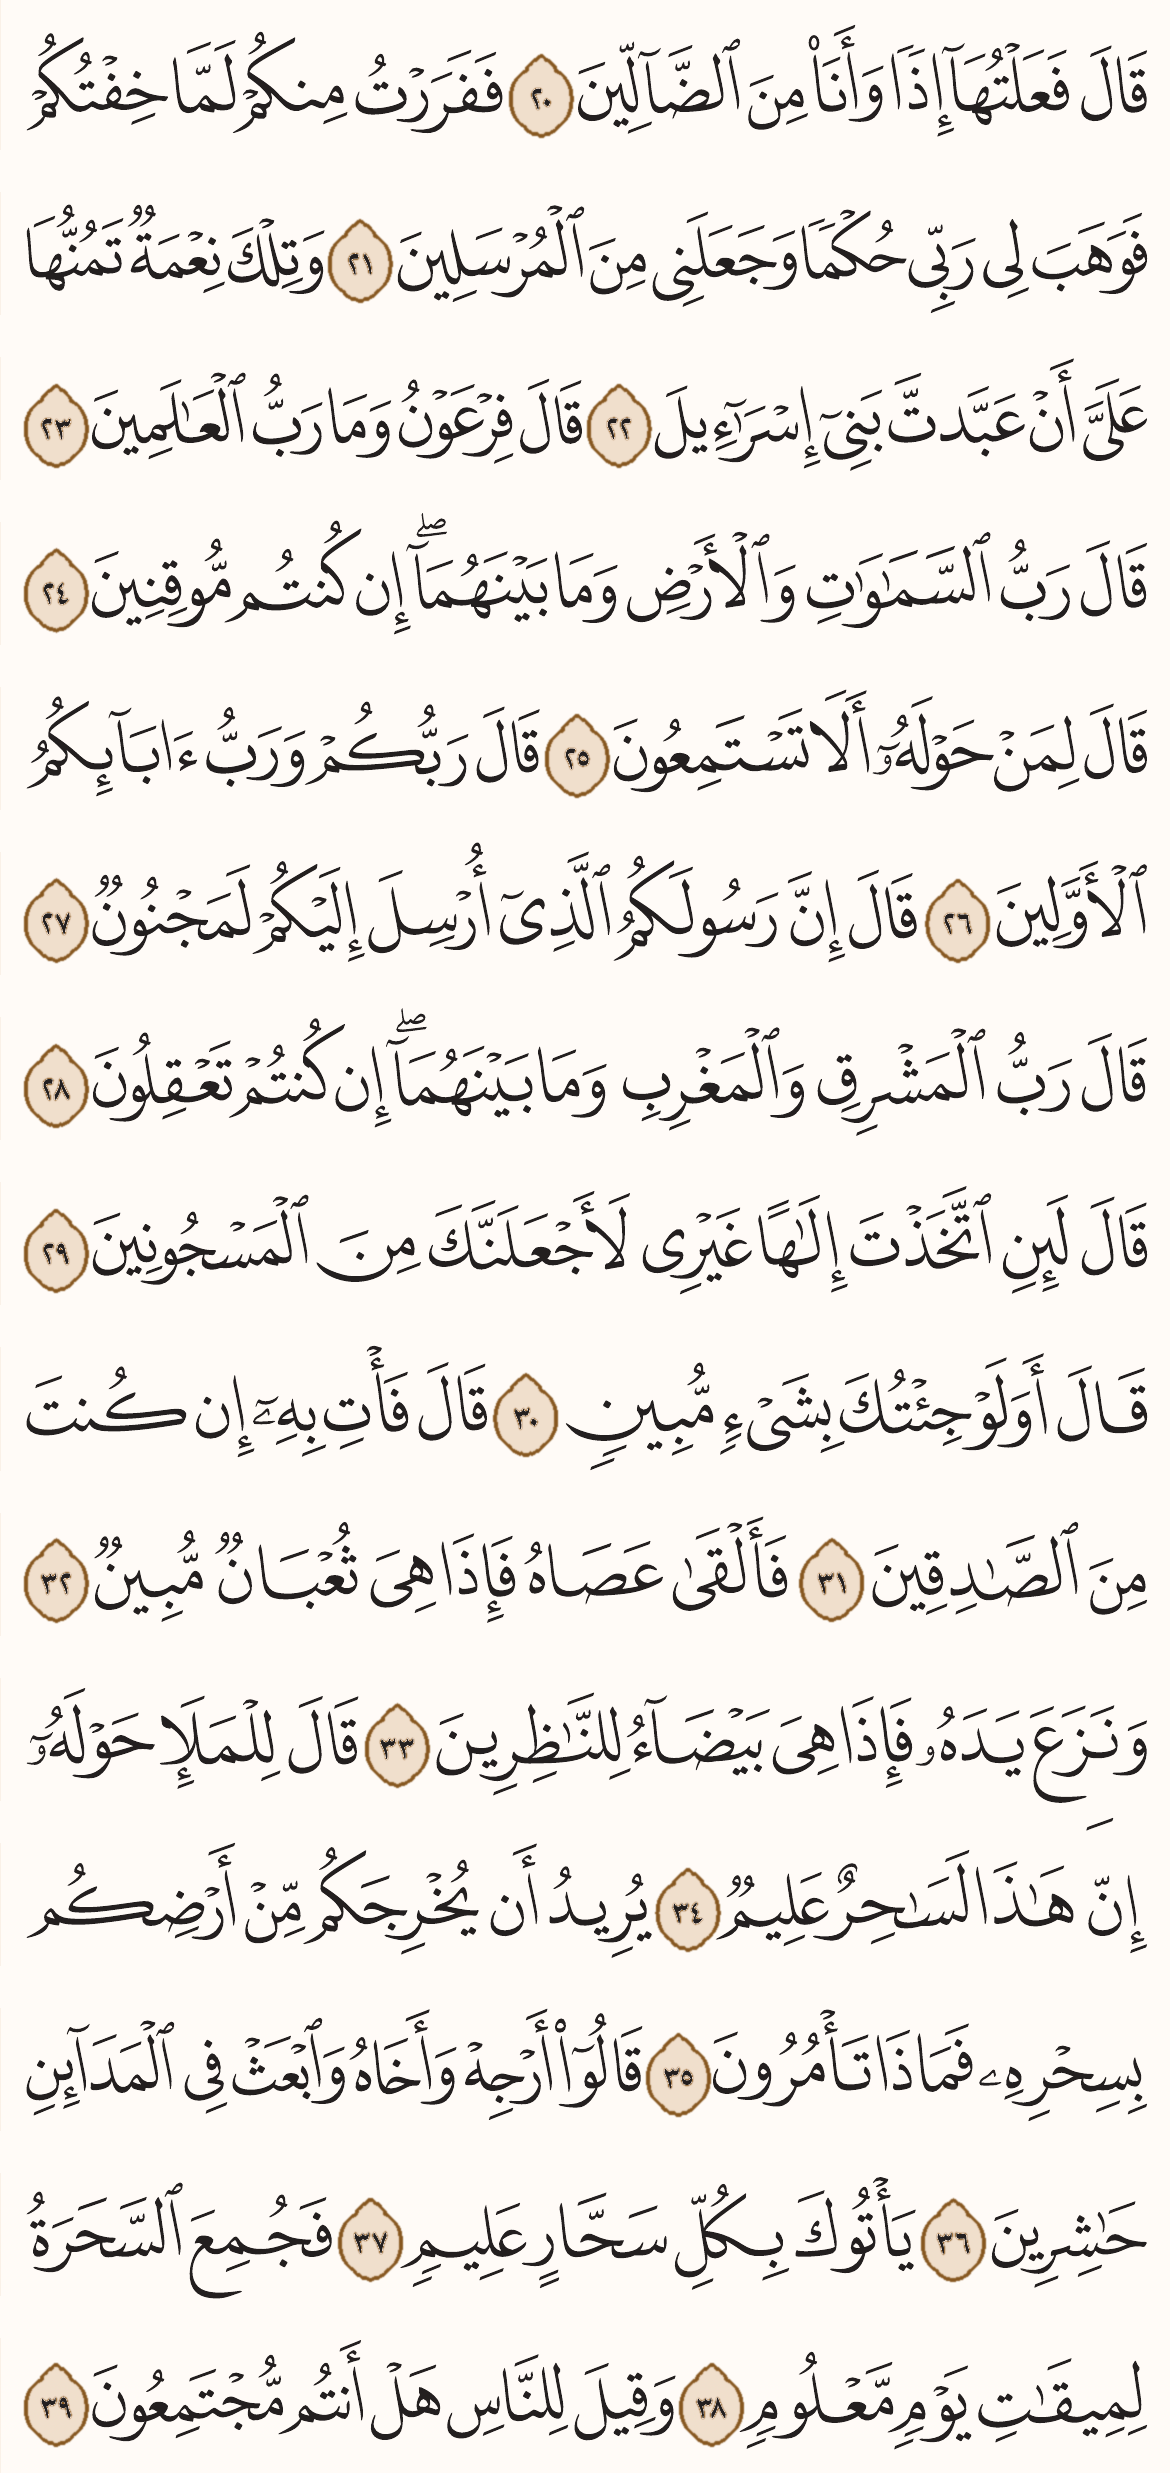 قَالَ فَعَلْتُهَآ إِذًا وَأَنَا۠ مِنَ ٱلضَّآلِّينَ ٢٠ فَفَرَرْتُ مِنكُمْ لَمَّا خِفْتُكُمْ
فَوَهَبَ لِى رَبِّى حُكْمًا وَجَعَلَنِى مِنَ ٱلْمُرْسَلِينَ ٢١ وَتِلْكَ نِعْمَةٌ تَمُنُّهَا
عَلَىَّ أَنْ عَبَّدتَّ بَنِىٓ إِسْرَٰٓءِيلَ ٢٢ قَالَ فِرْعَوْنُ وَمَا رَبُّ ٱلْعَـٰلَمِينَ ٢٣
قَالَ رَبُّ ٱلسَّمَـٰوَٰتِ وَٱلْأَرْضِ وَمَا بَيْنَهُمَآ ۖ إِن كُنتُم مُّوقِنِينَ ٢٤
قَالَ لِمَنْ حَوْلَهُۥٓ أَلَا تَسْتَمِعُونَ ٢٥ قَالَ رَبُّكُمْ وَرَبُّ ءَابَآئِكُمُ
ٱلْأَوَّلِينَ ٢٦ قَالَ إِنَّ رَسُولَكُمُ ٱلَّذِىٓ أُرْسِلَ إِلَيْكُمْ لَمَجْنُونٌ ٢٧
قَالَ رَبُّ ٱلْمَشْرِقِ وَٱلْمَغْرِبِ وَمَا بَيْنَهُمَآ ۖ إِن كُنتُمْ تَعْقِلُونَ ٢٨
قَالَ لَئِنِ ٱتَّخَذْتَ إِلَـٰهًا غَيْرِى لَأَجْعَلَنَّكَ مِنَ ٱلْمَسْجُونِينَ ٢٩
قَالَ أَوَلَوْ جِئْتُكَ بِشَىْءٍ مُّبِينٍ ٣٠ قَالَ فَأْتِ بِهِۦٓ إِن كُنتَ
مِنَ ٱلصَّـٰدِقِينَ ٣١ فَأَلْقَىٰ عَصَاهُ فَإِذَا هِىَ ثُعْبَانٌ مُّبِينٌ ٣٢
وَنَزَعَ يَدَهُۥ فَإِذَا هِىَ بَيْضَآءُ لِلنَّـٰظِرِينَ ٣٣ قَالَ لِلْمَلَإِ حَوْلَهُۥٓ
إِنَّ هَـٰذَا لَسَـٰحِرٌ عَلِيمٌ ٣٤ يُرِيدُ أَن يُخْرِجَكُم مِّنْ أَرْضِكُم
بِسِحْرِهِۦ فَمَاذَا تَأْمُرُونَ ٣٥ قَالُوٓا۟ أَرْجِهْ وَأَخَاهُ وَٱبْعَثْ فِى ٱلْمَدَآئِنِ
حَـٰشِرِينَ ٣٦ يَأْتُوكَ بِكُلِّ سَحَّارٍ عَلِيمٍ ٣٧ فَجُمِعَ ٱلسَّحَرَةُ
لِمِيقَـٰتِ يَوْمٍ مَّعْلُومٍ ٣٨ وَقِيلَ لِلنَّاسِ هَلْ أَنتُم مُّجْتَمِعُونَ ٣٩